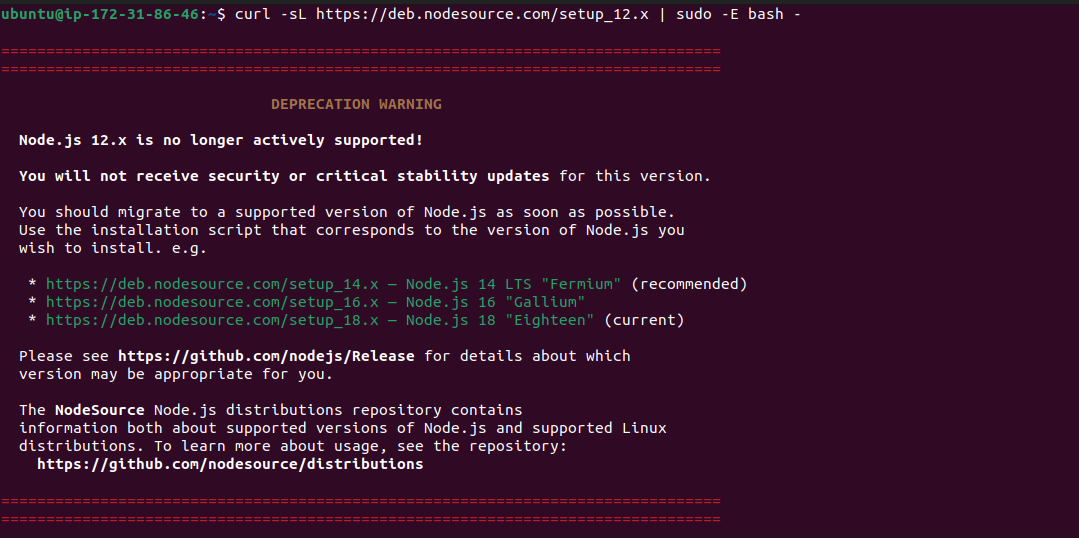 ubuntu@ip-172-31-86-46:~$ curl -sL https://deb.nodesource.com/setup_12.x | sudo -E bash -
================================================================================
================================================================================
DEPRECATION WARNING
Node.js 12.x is no longer actively supported!
You will not receive security or critical stability updates for this version.
You should migrate to a supported version of Node.js as soon as possible.
Use the installation script that corresponds to the version of Node.js you
wish to install. e.g.
* https://deb.nodesource.com/setup_14.x — Node.js 14 LTS "Fermium" (recommended)
* https://deb.nodesource.com/setup_16.x — Node.js 16 "Gallium"
* https://deb.nodesource.com/setup_18.x — Node.js 18 "Eighteen" (current)
Please see https://github.com/nodejs/Release for details about which
version may be appropriate for you.
The NodeSource Node.js distributions repository contains
information both about supported versions of Node.js and supported Linux
distributions. To learn more about usage, see the repository:
https://github.com/nodesource/distributions
================================================================================
================================================================================